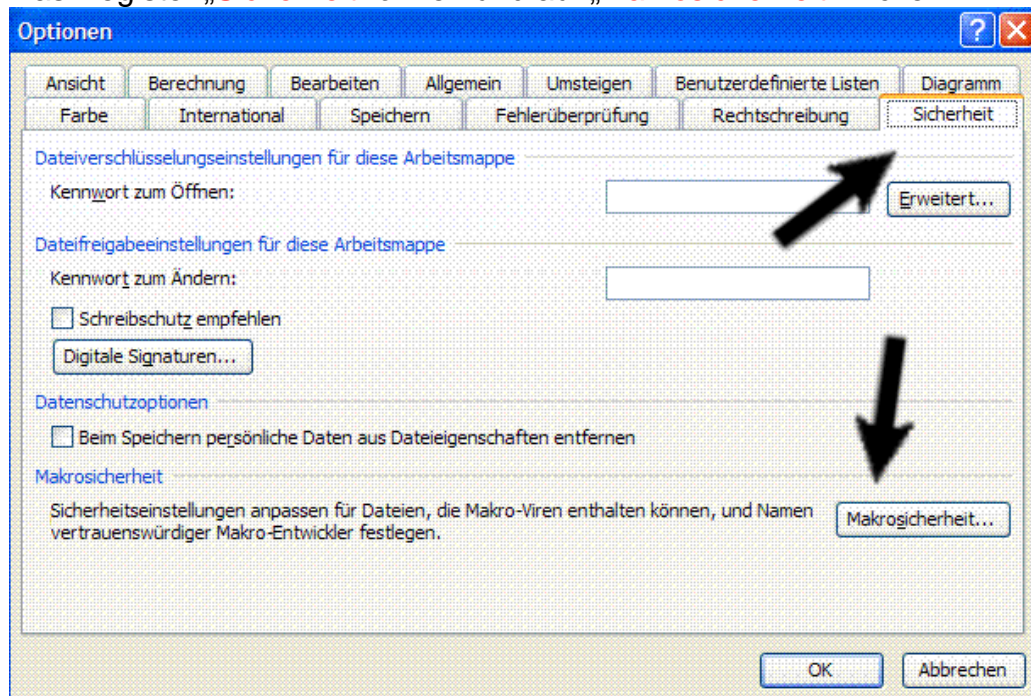 Optionen
Ansicht Berechnung Bearbeiten Allgemein Umsteigen Benutzerdefinierte Listen Diagramm
Farbe International Speichern Fehlerüberprüfung Rechtschreibung Sicherheit
Dateiverschlüsselungseinstellungen für diese Arbeitsmappe
Kennwort zum Öffnen:
Erweitert...
Dateifreigabeeinstellungen für diese Arbeitsmappe
Kennwort zum Ändern:
Schreibschutz empfehlen
Digitale Signaturen...
Datenschutzoptionen
Beim Speichern persönliche Daten aus Dateieigenschaften entfernen
Makrosicherheit
Sicherheitseinstellungen anpassen für Dateien, die Makro-Viren enthalten können, und Namen
vertrauenswürdiger Makro-Entwickler festlegen.
Makrosicherheit...
OK Abbrechen